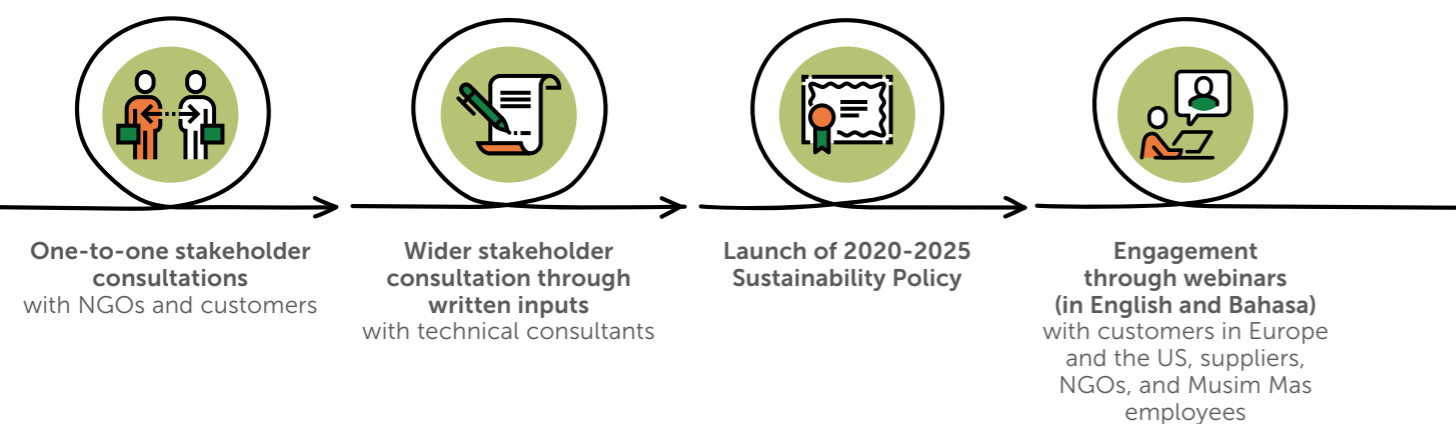 One-to-one stakeholder
consultations
with NGOs and customers
Wider stakeholder
consultation through
written inputs
with technical consultants
Launch of 2020-2025
Sustainability Policy
Engagement
through webinars
(in English and Bahasa)
with customers in Europe
and the US, suppliers,
NGOs, and Musim Mas
employees